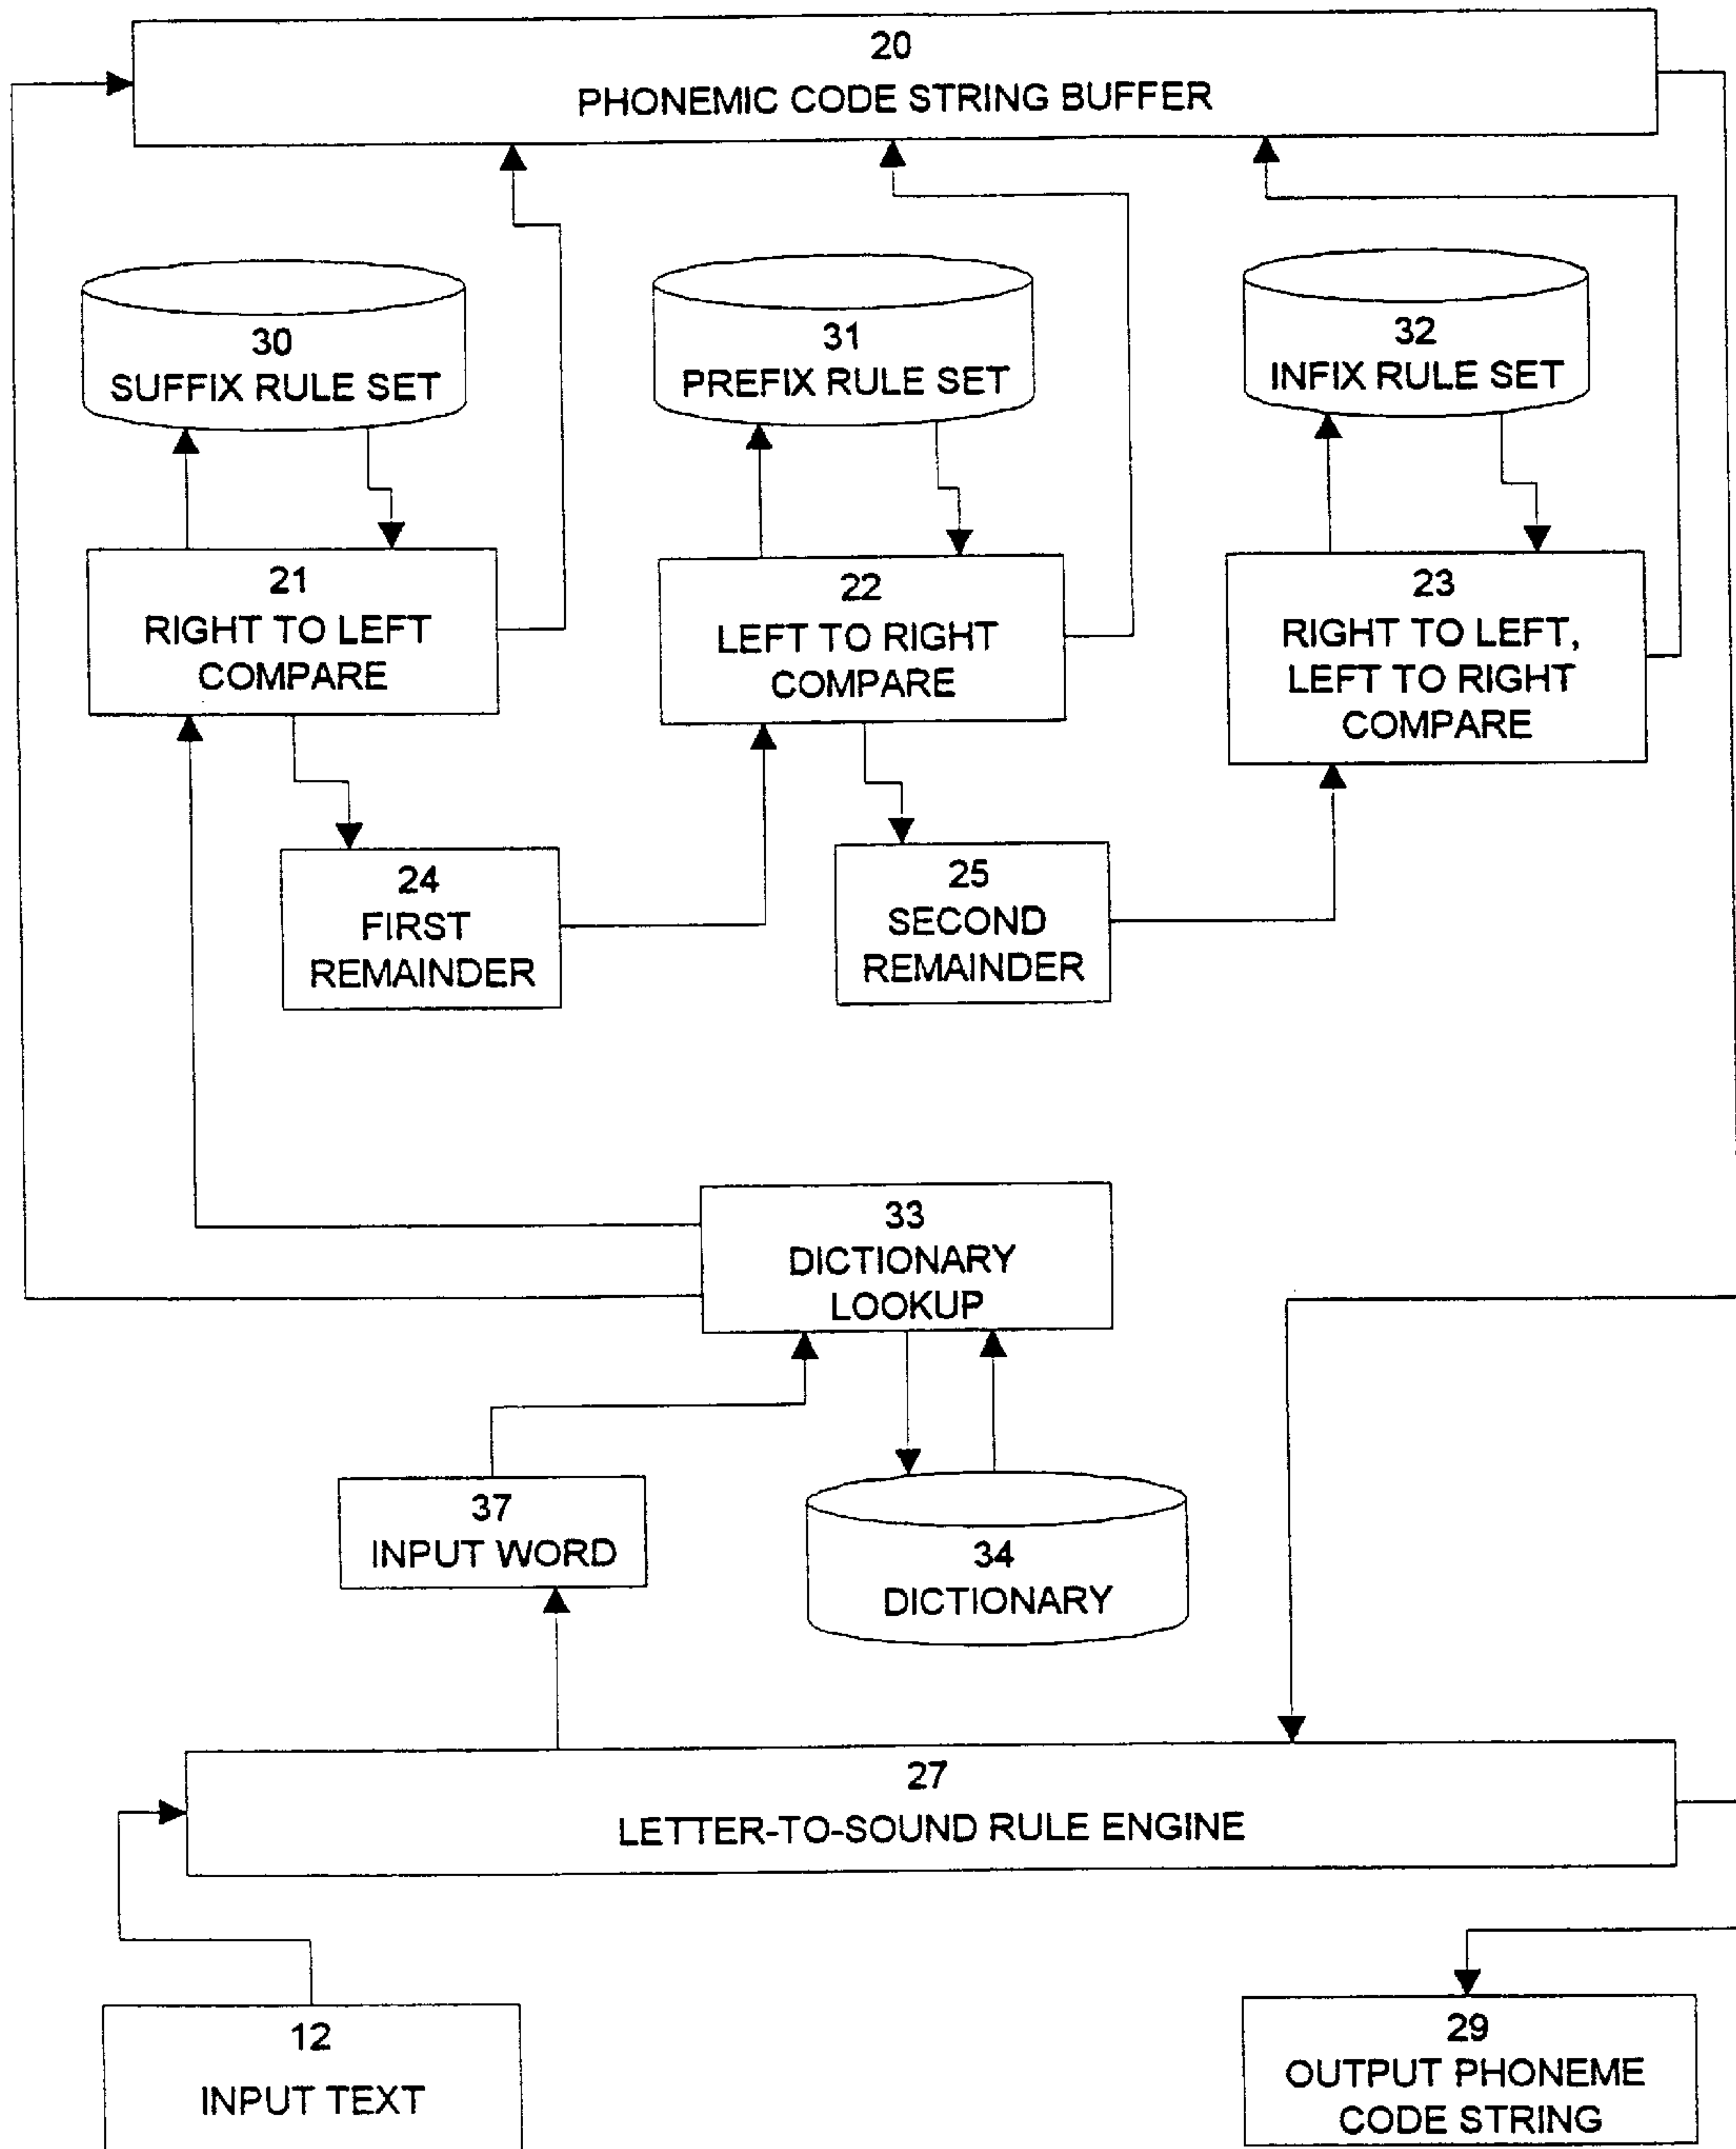 20
PHONEMIC CODE STRING BUFFER
30
SUFFIX RULE SET
31
PREFIX RULE SET
32
INFIX RULE SET
21
RIGHT TO LEFT
COMPARE
22
LEFT TO RIGHT
COMPARE
23
RIGHT TO LEFT,
LEFT TO RIGHT
COMPARE
24
FIRST
REMAINDER
25
SECOND
REMAINDER
33
DICTIONARY
LOOKUP
37
INPUT WORD
34
DICTIONARY
27
LETTER-TO-SOUND RULE ENGINE
12
INPUT TEXT
29
OUTPUT PHONEME
CODE STRING